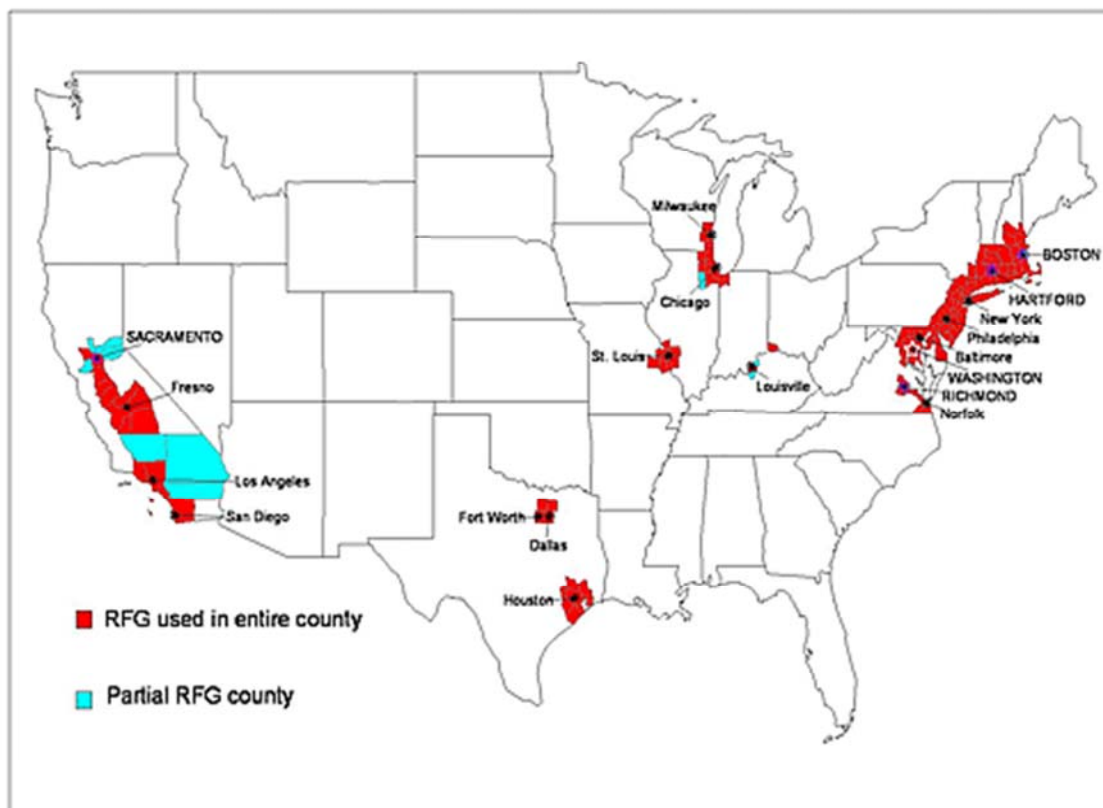 Milwaukee
BOSTON
Chicago
HARTFORD
New York
SACRAMENTO
Philadelphia
St. Louis
Baltimore
WASHINGTON
Fresno
Louisville
RICHMOND
Norfolk
Los Angeles
San Diego
Fort Worth
Dallas
Houston
RFG used in entire county
Partial RFG county